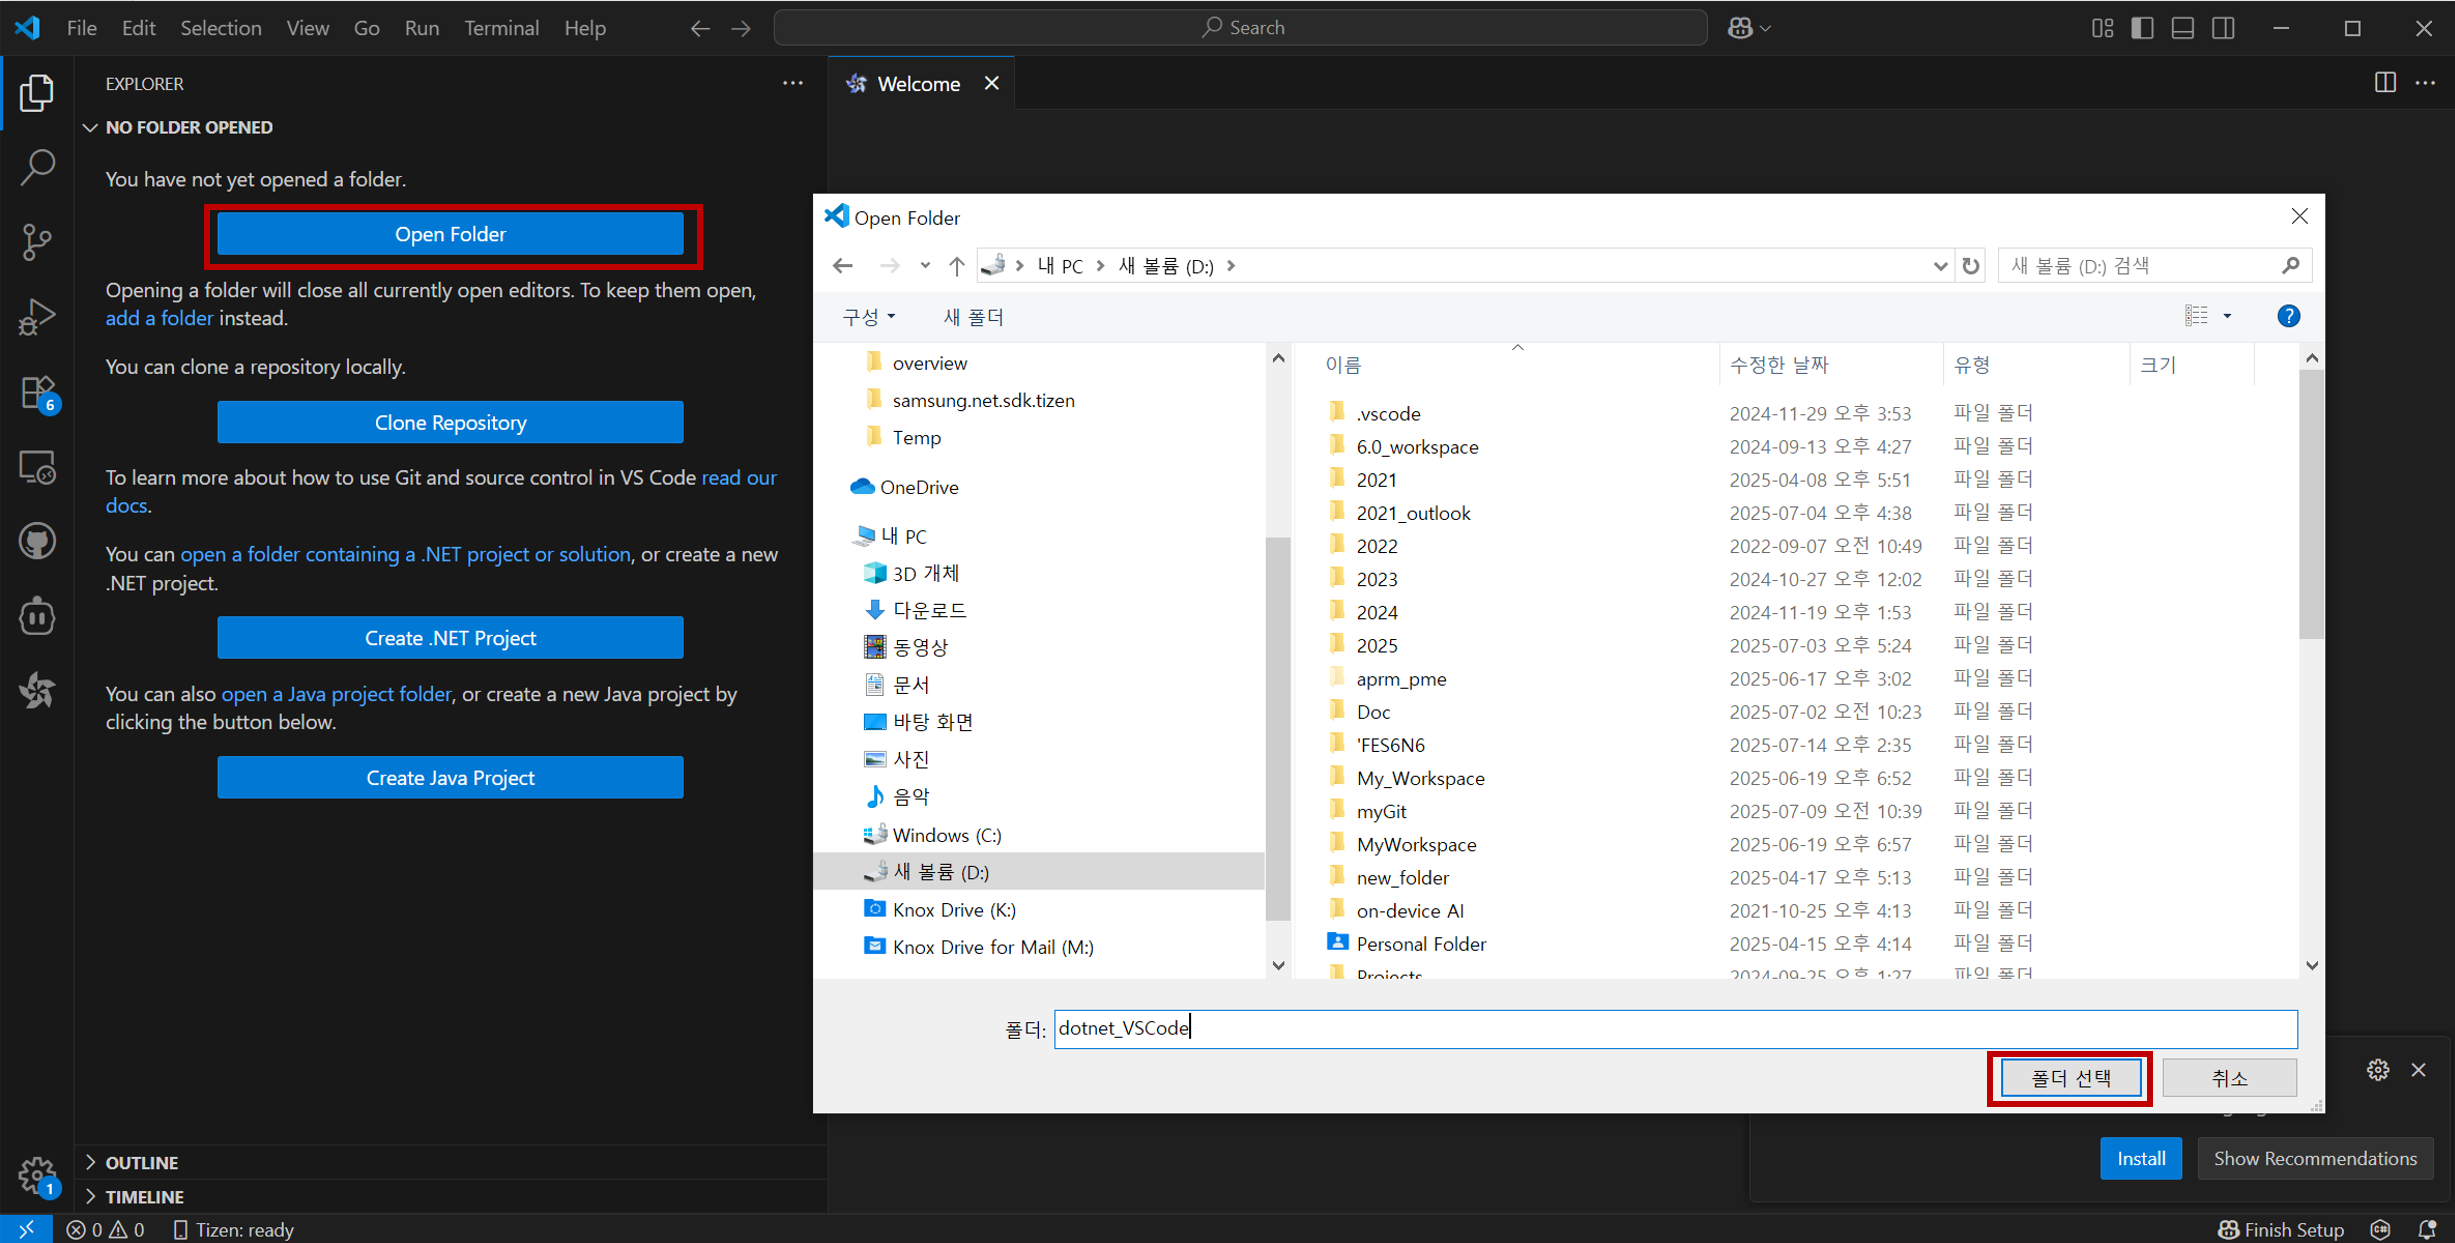 File Edit Selection View Go Run Terminal Help
Search
EXPLORER
Welcome
NO FOLDER OPENED
You have not yet opened a folder.
Open Folder
Opening a folder will close all currently open editors. To keep them open,
add a folder instead.
You can clone a repository locally.
Clone Repository
To learn more about how to use Git and source control in VS Code read our
docs.
You can open a folder containing a .NET project or solution, or create a new
.NET project.
Create .NET Project
You can also open a Java project folder, or create a new Java project by
clicking the button below.
Create Java Project
OUTLINE
TIMELINE
6
1
Open Folder
내 PC 새 볼륨 (D:)
새 볼륨 (D:) 검색
구성 새 폴더
overview
samsung.net.sdk.tizen
Temp
OneDrive
내 PC
3D 개체
다운로드
동영상
문서
바탕 화면
사진
음악
Windows (C:)
새 볼륨 (D:)
Knox Drive (K:)
Knox Drive for Mail (M:)
이름 수정한 날짜 유형 크기
.vscode 2024-11-29 오후 3:53 파일 폴더
6.0_workspace 2024-09-13 오후 4:27 파일 폴더
2021 2025-04-08 오후 5:51 파일 폴더
2021_outlook 2025-07-04 오후 4:38 파일 폴더
2022 2022-09-07 오전 10:49 파일 폴더
2023 2024-10-27 오후 12:02 파일 폴더
2024 2024-11-19 오후 1:53 파일 폴더
2025 2025-07-03 오후 5:24 파일 폴더
aprm_pme 2025-06-17 오후 3:02 파일 폴더
Doc 2025-07-02 오전 10:23 파일 폴더
'FES6N6 2025-07-14 오후 2:35 파일 폴더
My_Workspace 2025-06-19 오후 6:52 파일 폴더
myGit 2025-07-09 오전 10:39 파일 폴더
MyWorkspace 2025-06-19 오후 6:57 파일 폴더
new_folder 2025-04-17 오후 5:13 파일 폴더
on-device AI 2021-10-25 오후 4:13 파일 폴더
Personal Folder 2025-04-15 오후 4:14 파일 폴더
Projects 2024-09-25 오후 1:27 파일 폴더
폴더: dotnet_VSCode
폴더 선택 취소
Install Show Recommendations
0 0 Tizen: ready
Finish Setup